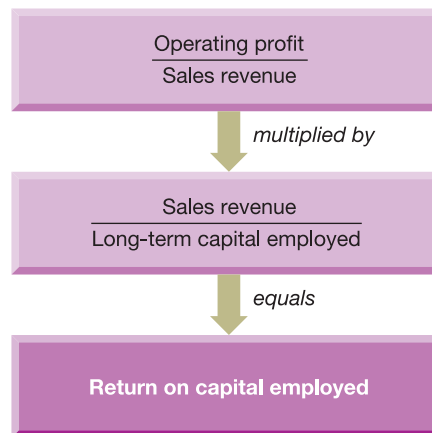 Operating profit
Sales revenue
multiplied by
Sales revenue
Long-term capital employed
equals
Return on capital employed